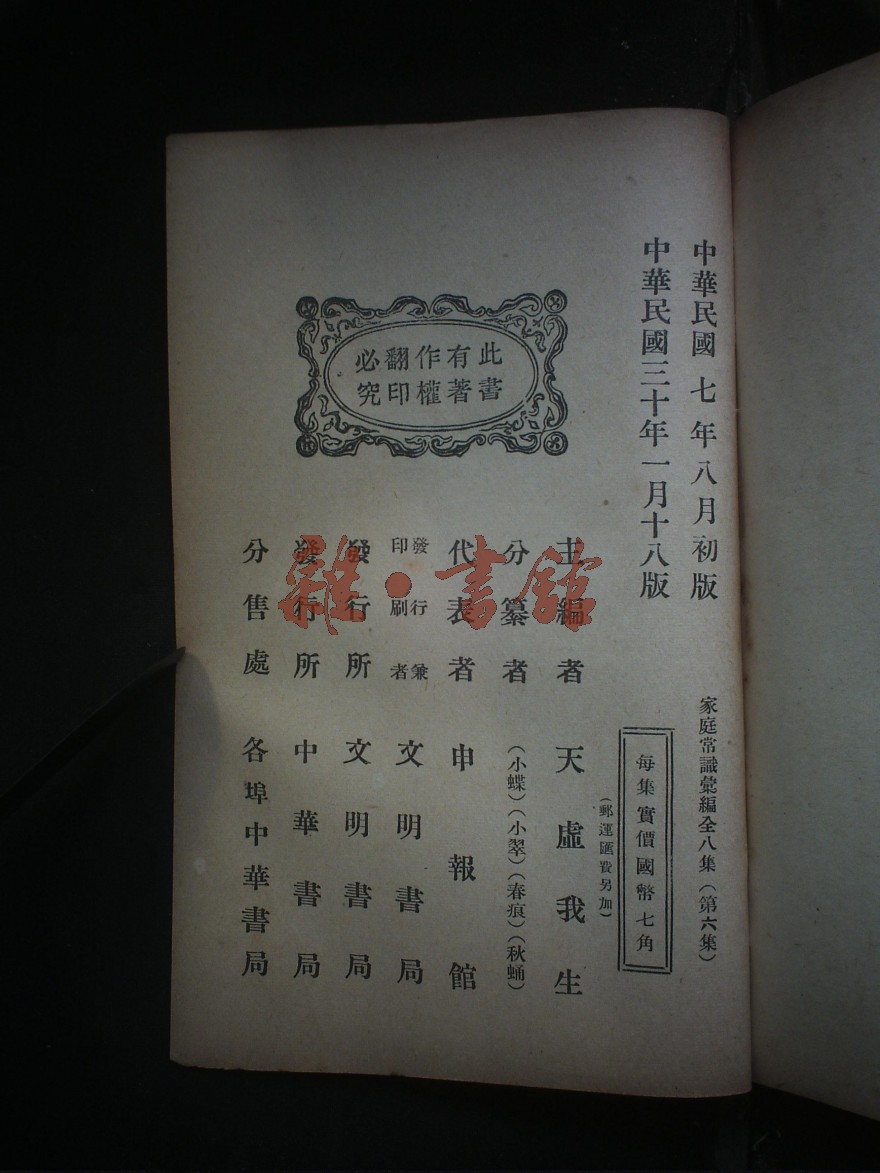 中華民國七年八月初版
中華民國三十年一月十八版
家庭常識彙編全八集（第六集）
每集實價國幣七角
（郵運匯費另加）
主編者 天虛我生
分纂者（小蝶）（小翠）（春痕）（秋蛹）
代表者 申報館
發行兼印刷者 文明書局
發行所 文明書局
發行所 中華書局
分售處 各埠中華書局
此書
有著
作權
翻印
必究
雜·書館